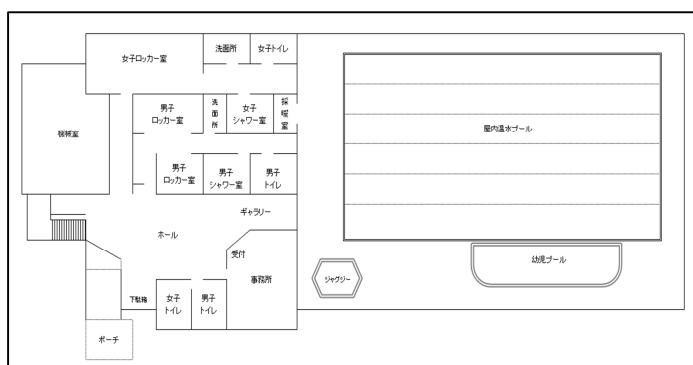 女子ロッカー室
洗面所
女子トイレ
機械室
男子
ロッカー室
洗面所
女子
シャワー室
採暖室
屋内温水プール
男子
ロッカー室
男子
シャワー室
男子
トイレ
ギャラリー
ホール
受付
事務所
幼児プール
ジャグジー
下駄箱
女子
トイレ
男子
トイレ
ポーチ